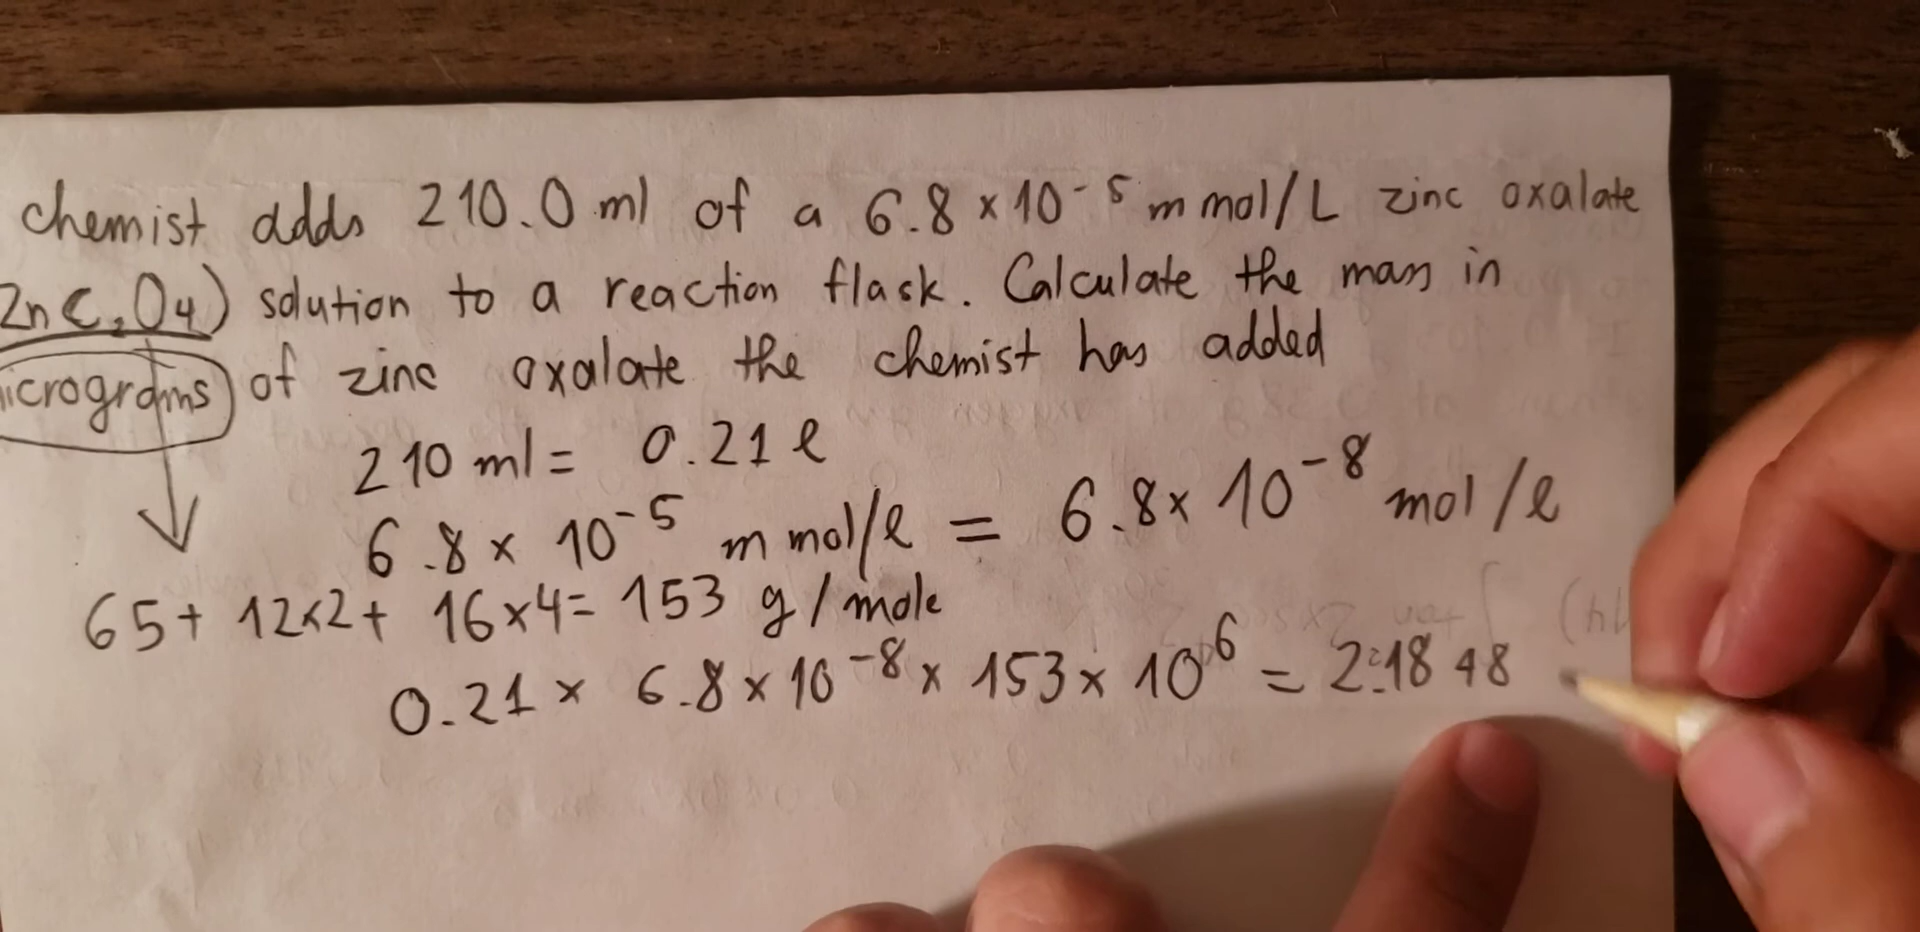 chemist adds 210.0 ml of a 6.8 × 10⁻⁵ m mol/L zinc oxalate
ZnC₂O₄) solution to a reaction flask. Calculate the mass in
icrograms of zinc oxalate the chemist has added
210 ml = 0.21 ℓ
6.8 × 10⁻⁵ m mol/ℓ = 6.8 × 10⁻⁸ mol/ℓ
65 + 12×2 + 16×4 = 153 g / mole
0.21 × 6.8 × 10⁻⁸ × 153 × 10⁶ = 2.18 48